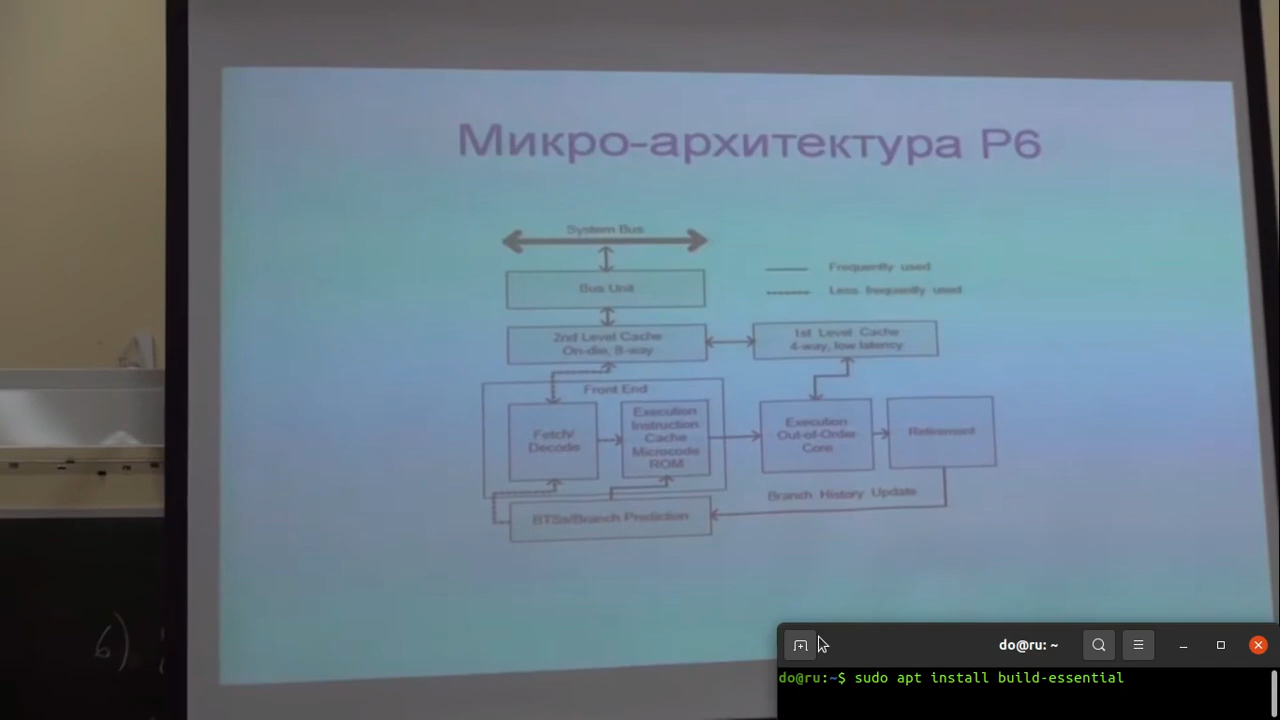 Микро-архитектура P6
System Bus
Bus Unit
Frequently used
Less frequently used
2nd Level Cache
On-die, 8-way
1st Level Cache
4-way, low latency
Front End
Fetch/
Decode
Execution
Instruction
Cache
Microcode
ROM
Execution
Out-of-Order
Core
Retirement
Branch History Update
BTSs/Branch Prediction
6)
do@ru: ~
do@ru:~$ sudo apt install build-essential